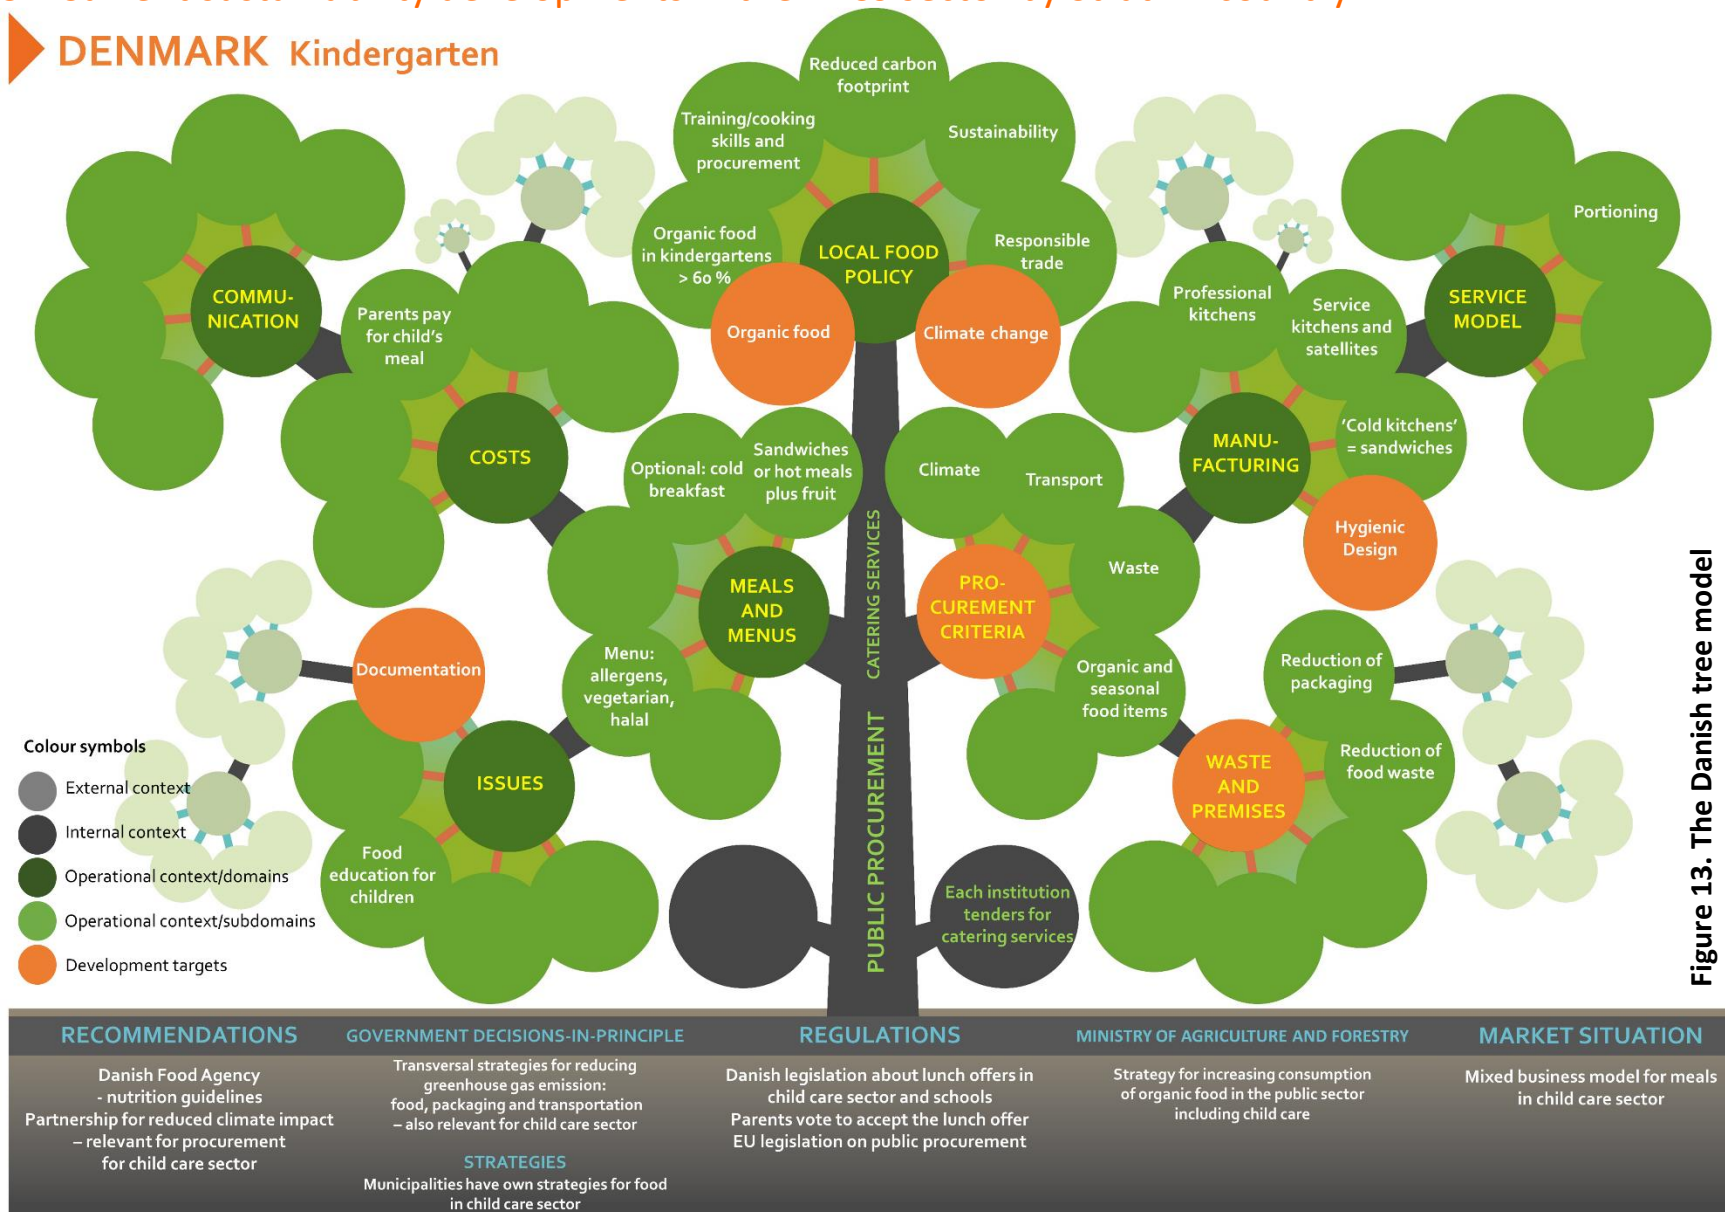 DENMARK Kindergarten
Reduced carbon
footprint
Training/cooking
skills and
procurement
Sustainability
Organic food
in kindergartens
> 60 %
LOCAL FOOD
POLICY
Responsible
trade
Organic food
Climate change
COMMU-
NICATION
Parents pay
for child's
meal
COSTS
Professional
kitchens
Service
kitchens and
satellites
Portioning
SERVICE
MODEL
MANU-
FACTURING
'Cold kitchens'
= sandwiches
Hygienic
Design
Optional: cold
breakfast
Sandwiches
or hot meals
plus fruit
MEALS
AND
MENUS
Menu:
allergens,
vegetarian,
halal
Climate
Transport
Waste
PRO-
CUREMENT
CRITERIA
Organic and
seasonal
food items
Documentation
ISSUES
Food
education for
children
Reduction of
packaging
Reduction of
food waste
WASTE
AND
PREMISES
PUBLIC PROCUREMENT CATERING SERVICES
Each institution
tenders for
catering services
Colour symbols
External context
Internal context
Operational context/domains
Operational context/subdomains
Development targets
Figure 13. The Danish tree model
RECOMMENDATIONS
Danish Food Agency
- nutrition guidelines
Partnership for reduced climate impact
– relevant for procurement
for child care sector
GOVERNMENT DECISIONS-IN-PRINCIPLE
Transversal strategies for reducing
greenhouse gas emission:
food, packaging and transportation
– also relevant for child care sector
STRATEGIES
Municipalities have own strategies for food
in child care sector
REGULATIONS
Danish legislation about lunch offers in
child care sector and schools
Parents vote to accept the lunch offer
EU legislation on public procurement
MINISTRY OF AGRICULTURE AND FORESTRY
Strategy for increasing consumption
of organic food in the public sector
including child care
MARKET SITUATION
Mixed business model for meals
in child care sector